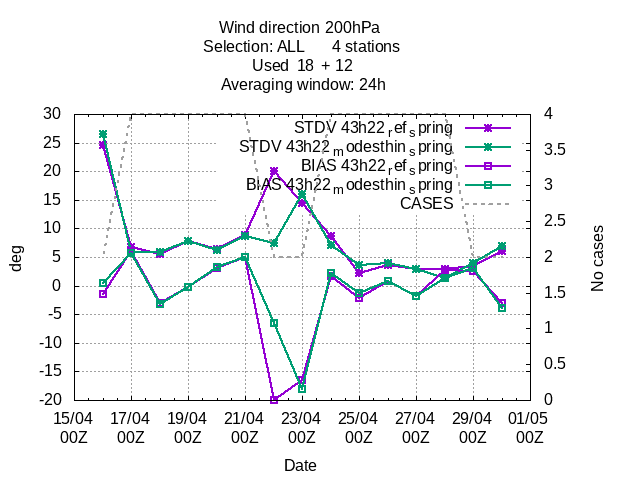 Wind direction 200hPa
Selection: ALL 4 stations
Used 18 + 12
Averaging window: 24h
30 4
25 3.5
20 3
15 2.5
10 2
5 1.5
0 1
-5 0.5
-10 0
-15
-20
deg
No cases
STDV 43h22_ref_spring
STDV 43h22_modesthin_spring
BIAS 43h22_ref_spring
BIAS 43h22_modesthin_spring
CASES
15/04 17/04 19/04 21/04 23/04 25/04 27/04 29/04 01/05
00Z 00Z 00Z 00Z 00Z 00Z 00Z 00Z 00Z
Date